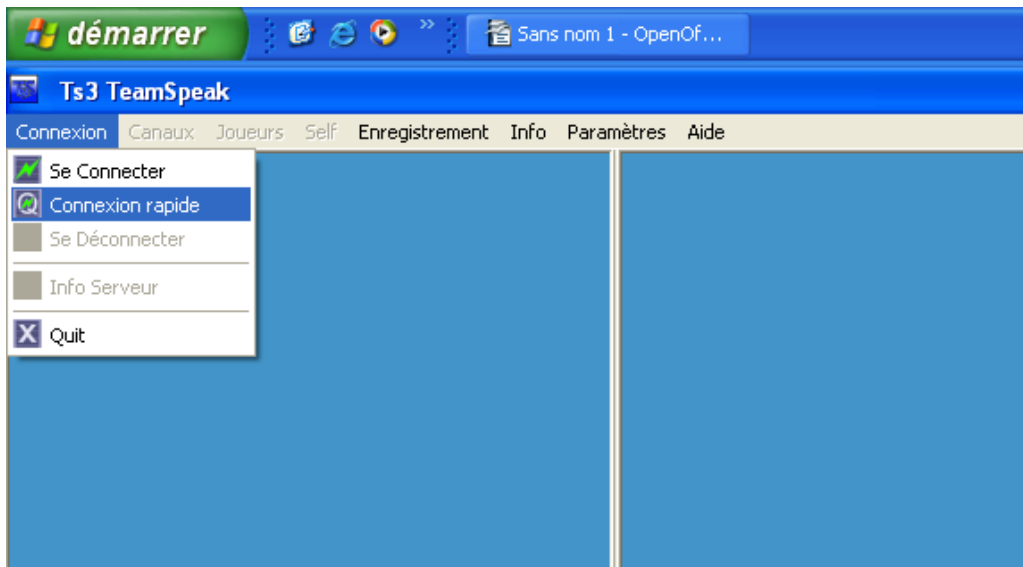 démarrer
Sans nom 1 - OpenOf...
Ts3 TeamSpeak
Connexion Canaux Joueurs Self Enregistrement Info Paramètres Aide
Se Connecter
Connexion rapide
Se Déconnecter
Info Serveur
Quit